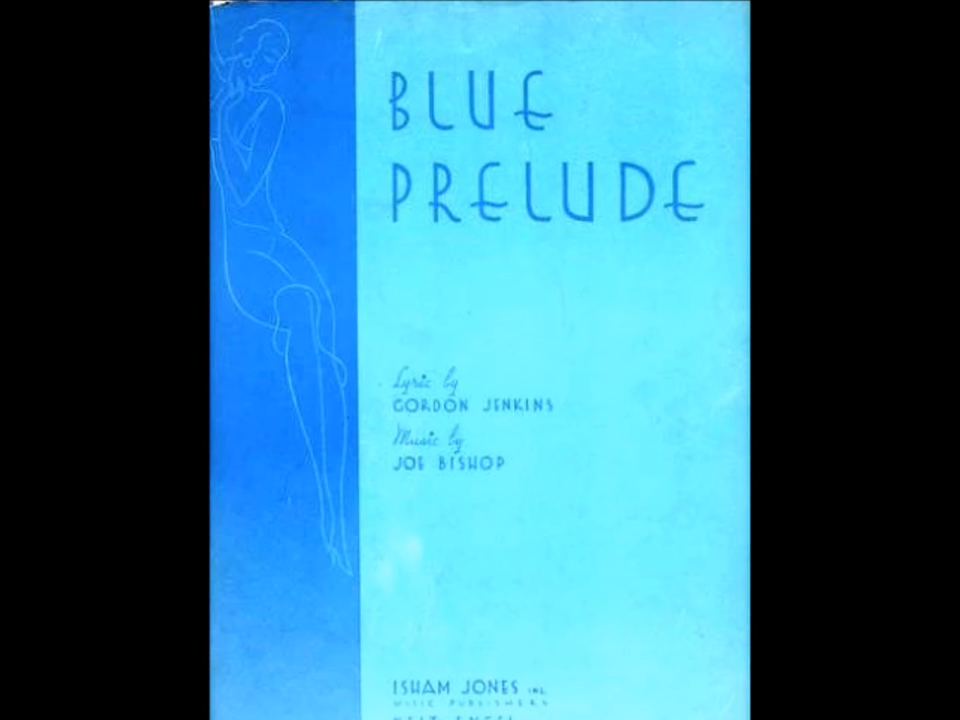 BLUE
PRELUDE
Lyric by
GORDON JENKINS
Music by
JOE BISHOP
ISHAM JONES INC.
MUSIC PUBLISHERS